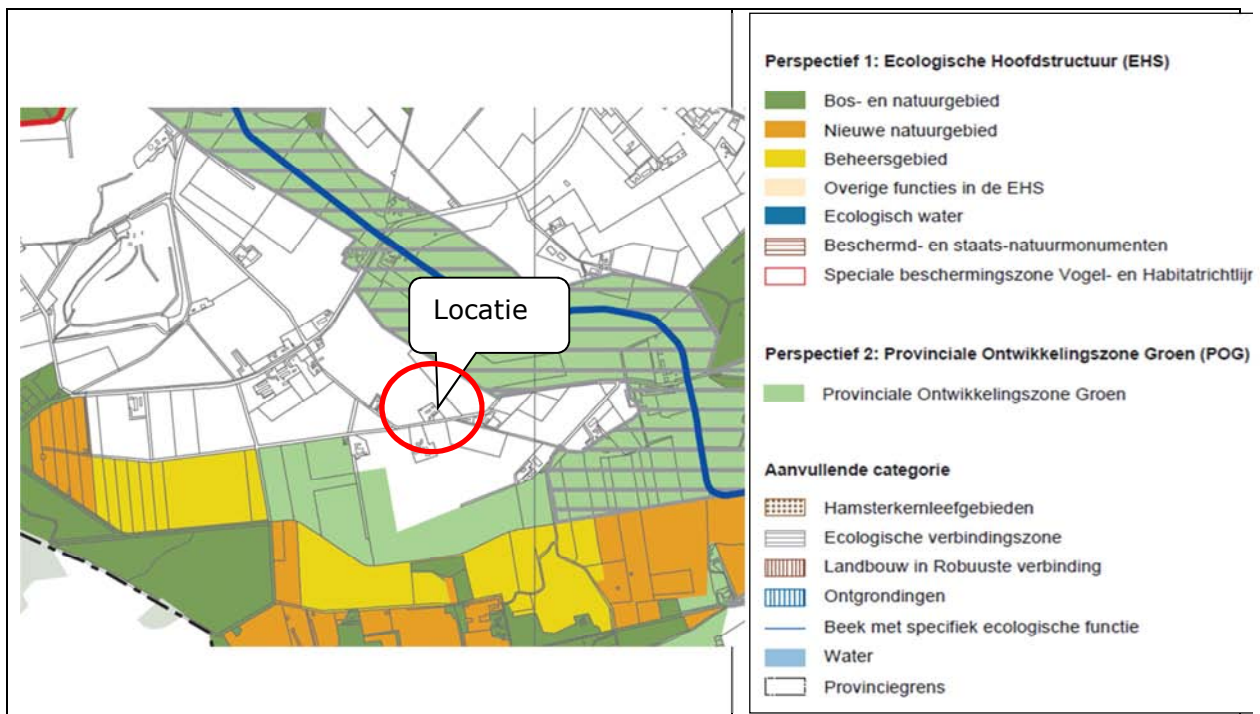 Locatie
Perspectief 1: Ecologische Hoofdstructuur (EHS)
Bos- en natuurgebied
Nieuwe natuurgebied
Beheersgebied
Overige functies in de EHS
Ecologisch water
Beschermd- en staats-natuurmonumenten
Speciale beschermingszone Vogel- en Habitatrichtlijn
Perspectief 2: Provinciale Ontwikkelingszone Groen (POG)
Provinciale Ontwikkelingszone Groen
Aanvullende categorie
Hamsterkernleefgebieden
Ecologische verbindingszone
Landbouw in Robuuste verbinding
Ontgrondingen
Beek met specifiek ecologische functie
Water
Provinciegrens